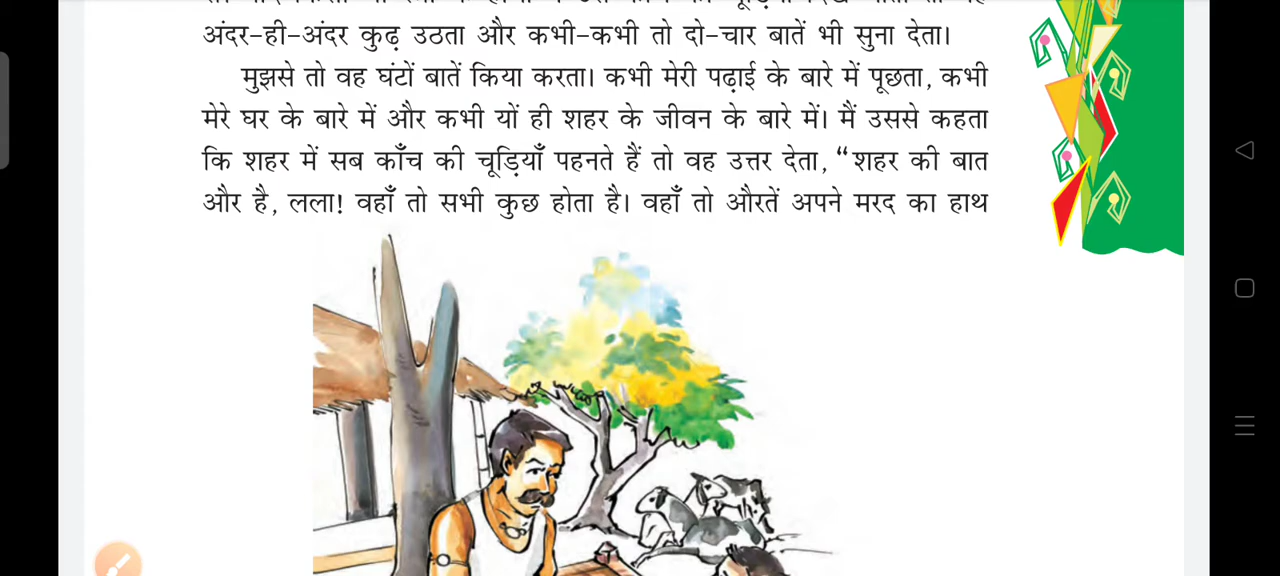 अंदर-ही-अंदर कुढ़ उठता और कभी-कभी तो दो-चार बातें भी सुना देता।
मुझसे तो वह घंटों बातें किया करता। कभी मेरी पढ़ाई के बारे में पूछता, कभी
मेरे घर के बारे में और कभी यों ही शहर के जीवन के बारे में। मैं उससे कहता
कि शहर में सब काँच की चूड़ियाँ पहनते हैं तो वह उत्तर देता, “शहर की बात
और है, लला! वहाँ तो सभी कुछ होता है। वहाँ तो औरतें अपने मरद का हाथ